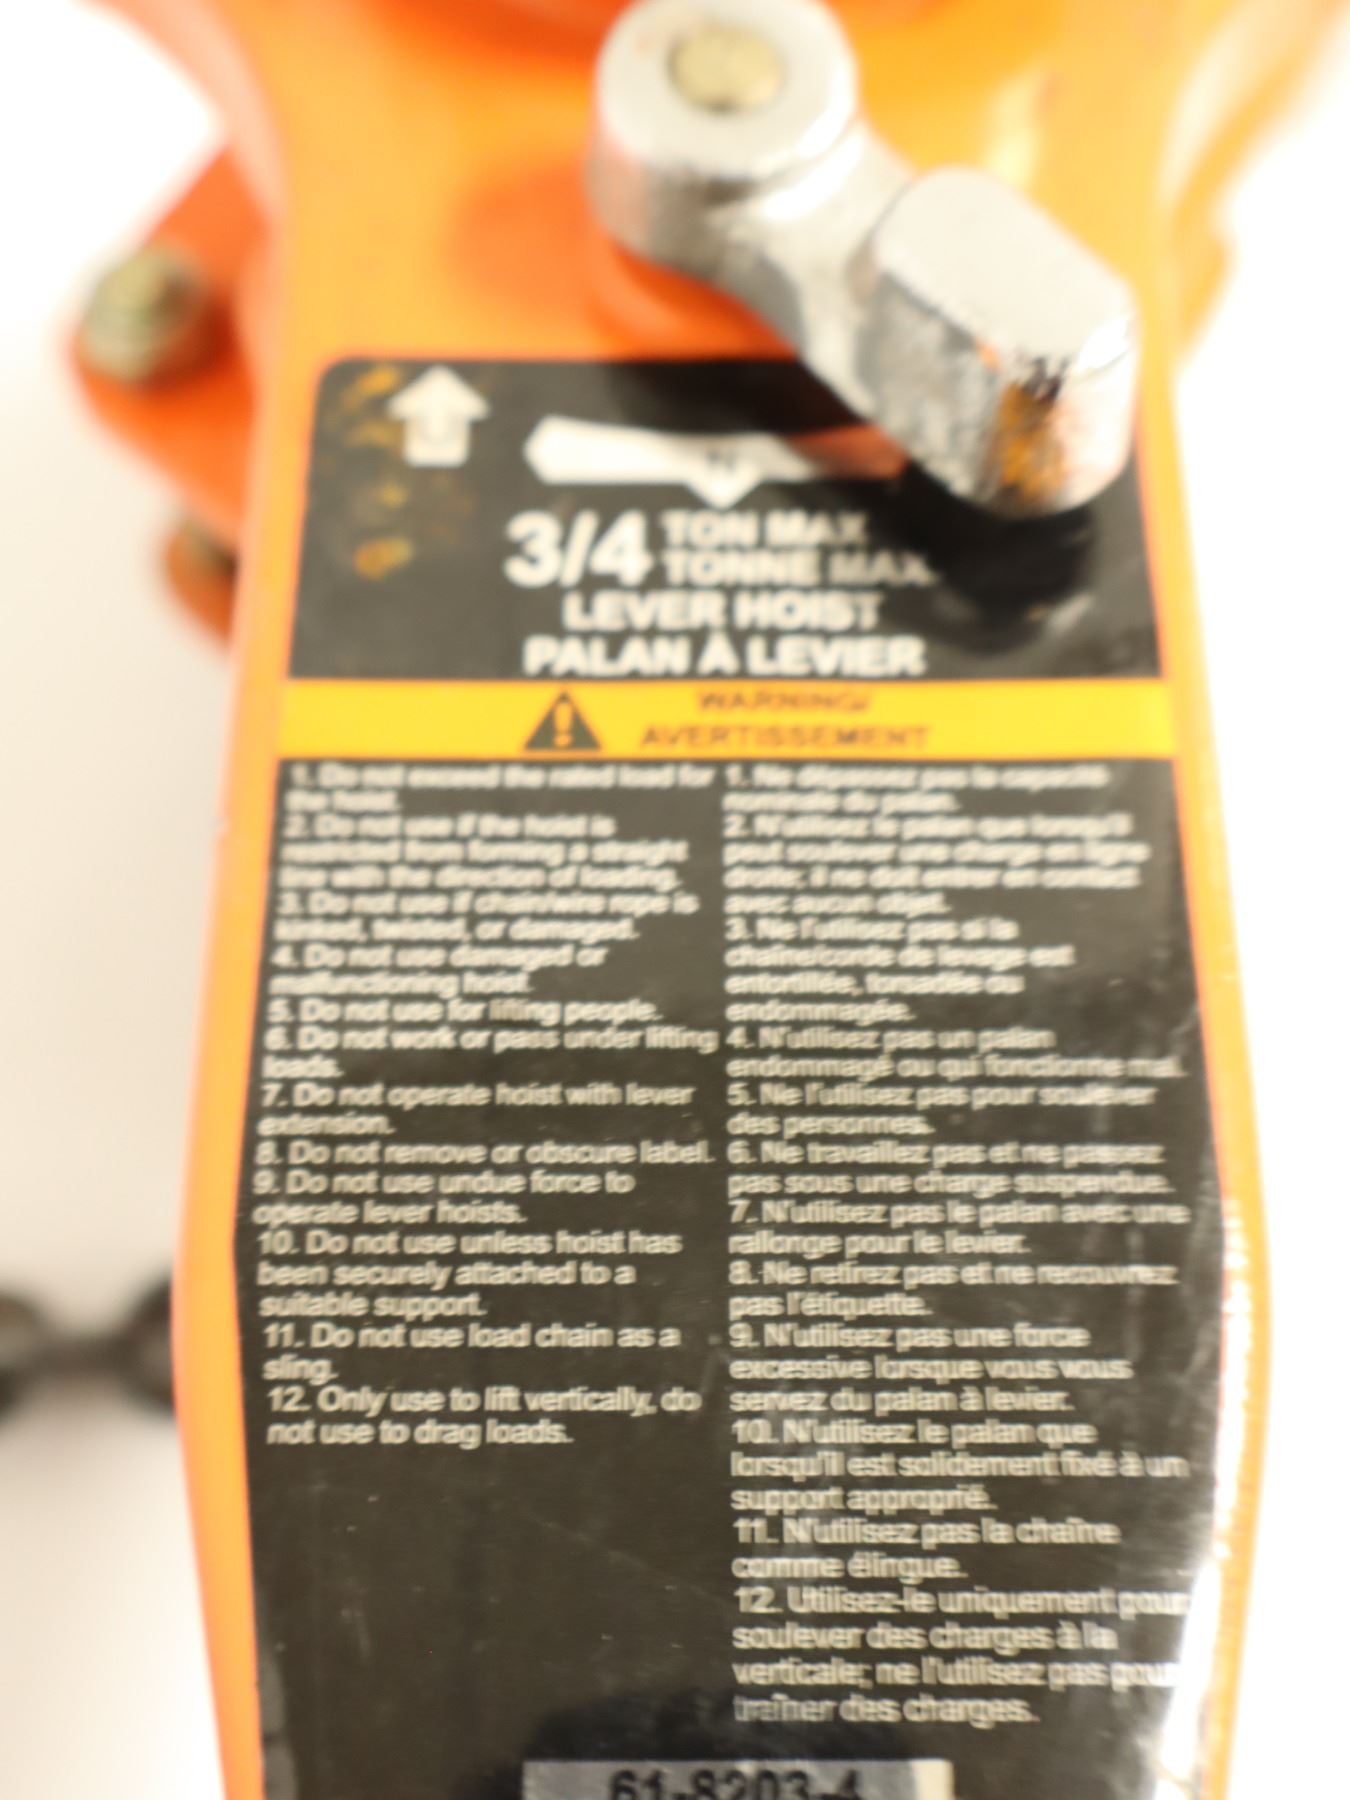 U
N
3/4 TON MAX
TONNE MAX
LEVER HOIST
PALAN À LEVIER
WARNING/
AVERTISSEMENT
1. Do not exceed the rated load for
the hoist.
2. Do not use if the hoist is
restricted from forming a straight
line with the direction of loading.
3. Do not use if chain/wire rope is
kinked, twisted, or damaged.
4. Do not use damaged or
malfunctioning hoist.
5. Do not use for lifting people.
6. Do not work or pass under lifting
loads.
7. Do not operate hoist with lever
extension.
8. Do not remove or obscure label.
9. Do not use undue force to
operate lever hoists.
10. Do not use unless hoist has
been securely attached to a
suitable support.
11. Do not use load chain as a
sling.
12. Only use to lift vertically, do
not use to drag loads.
1. Ne dépassez pas la capacité
nominale du palan.
2. N'utilisez le palan que lorsqu'il
peut soulever une charge en ligne
droite; il ne doit entrer en contact
avec aucun objet.
3. Ne l'utilisez pas si la
chaîne/corde de levage est
entortillée, torsadée ou
endommagée.
4. N'utilisez pas un palan
endommagé ou qui fonctionne mal.
5. Ne l'utilisez pas pour soulever
des personnes.
6. Ne travaillez pas et ne passez
pas sous une charge suspendue.
7. N'utilisez pas le palan avec une
rallonge pour le levier.
8. Ne retirez pas et ne recouvrez
pas l'étiquette.
9. N'utilisez pas une force
excessive lorsque vous vous
servez du palan à levier.
10. N'utilisez le palan que
lorsqu'il est solidement fixé à un
support approprié.
11. N'utilisez pas la chaîne
comme élingue.
12. Utilisez-le uniquement pour
soulever des charges à la
verticale; ne l'utilisez pas pour
traîner des charges.
61-8203-4